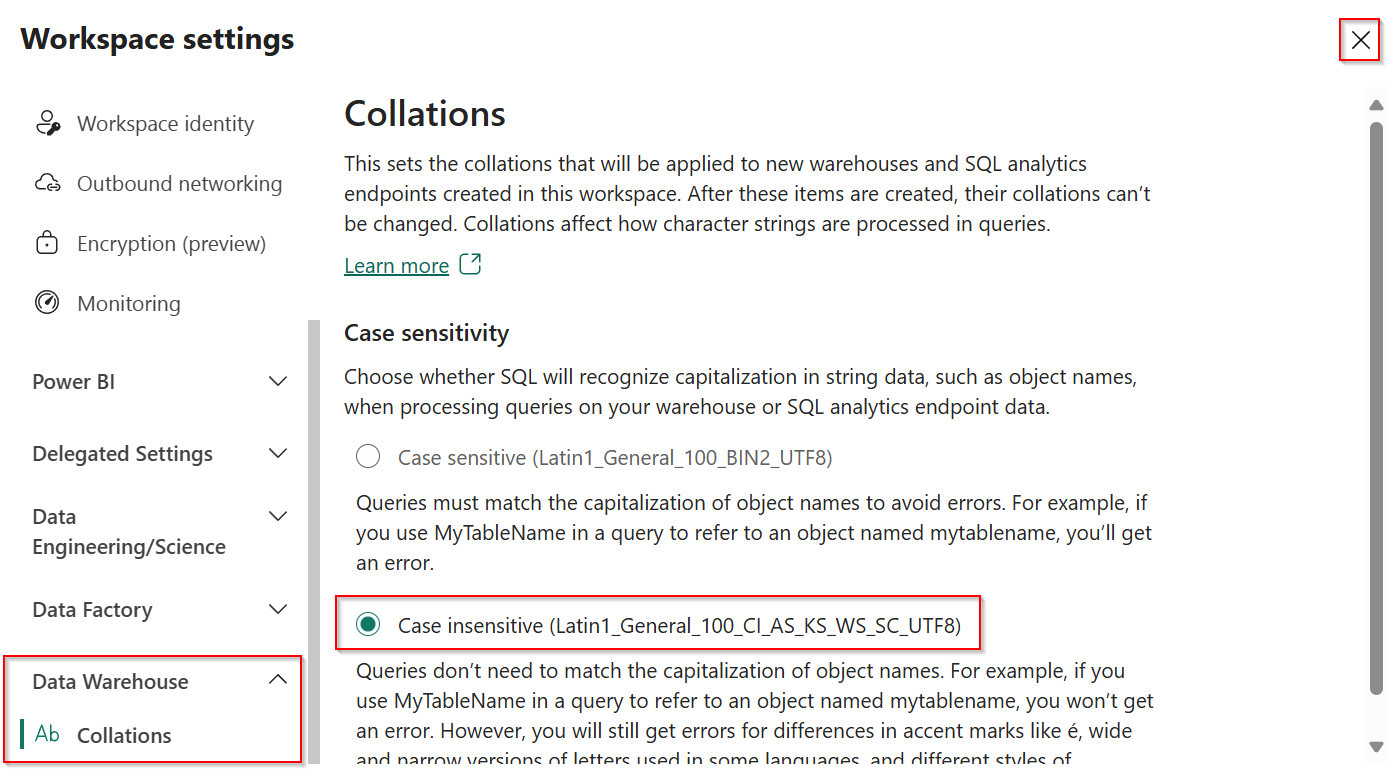 Workspace settings
Workspace identity
Outbound networking
Encryption (preview)
Monitoring
Power BI
Delegated Settings
Data
Engineering/Science
Data Factory
Data Warehouse
Ab Collations
Collations
This sets the collations that will be applied to new warehouses and SQL analytics
endpoints created in this workspace. After these items are created, their collations can’t
be changed. Collations affect how character strings are processed in queries.
Learn more
Case sensitivity
Choose whether SQL will recognize capitalization in string data, such as object names,
when processing queries on your warehouse or SQL analytics endpoint data.
Case sensitive (Latin1_General_100_BIN2_UTF8)
Queries must match the capitalization of object names to avoid errors. For example, if
you use MyTableName in a query to refer to an object named mytablename, you’ll get
an error.
Case insensitive (Latin1_General_100_CI_AS_KS_WS_SC_UTF8)
Queries don’t need to match the capitalization of object names. For example, if you
use MyTableName in a query to refer to an object named mytablename, you won’t get
an error. However, you will still get errors for differences in accent marks like é, wide
and narrow versions of letters used in some languages, and different styles of